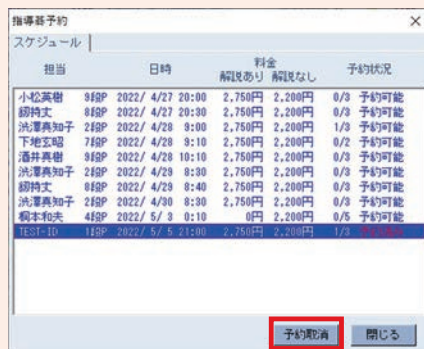 指導碁予約
スケジュール
担当 日時 料金 予約状況
解説あり 解説なし
小松英樹 9段P 2022/ 4/27 20:00 2,750円 2,200円 0/3 予約可能
紉持丈 8段P 2022/ 4/27 20:30 2,750円 2,200円 0/3 予約可能
渋澤真知子 2段P 2022/ 4/28 9:00 2,750円 2,200円 1/3 予約可能
下地玄昭 7段P 2022/ 4/28 9:10 2,750円 2,200円 0/2 予約可能
酒井真樹 9段P 2022/ 4/28 10:10 2,750円 2,200円 0/3 予約可能
渋澤真知子 2段P 2022/ 4/29 8:30 2,750円 2,200円 0/3 予約可能
紉持丈 8段P 2022/ 4/29 8:40 2,750円 2,200円 0/3 予約可能
渋澤真知子 2段P 2022/ 4/30 8:30 2,750円 2,200円 0/3 予約可能
桐本和夫 4段P 2022/ 5/ 3 0:10 0円 2,200円 0/5 予約可能
TEST-ID 1段P 2022/ 5/ 5 21:00 2,750円 2,200円 1/3
予約取消 閉じる